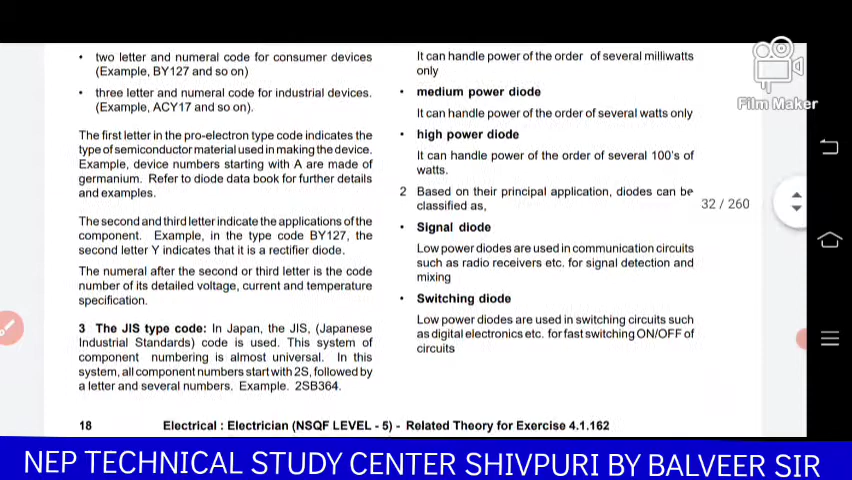 • two letter and numeral code for consumer devices
(Example, BY127 and so on)
• three letter and numeral code for industrial devices.
(Example, ACY17 and so on).
The first letter in the pro-electron type code indicates the
type of semiconductor material used in making the device.
Example, device numbers starting with A are made of
germanium. Refer to diode data book for further details
and examples.
The second and third letter indicate the applications of the
component. Example, in the type code BY127, the
second letter Y indicates that it is a rectifier diode.
The numeral after the second or third letter is the code
number of its detailed voltage, current and temperature
specification.
3 The JIS type code: In Japan, the JIS, (Japanese
Industrial Standards) code is used. This system of
component numbering is almost universal. In this
system, all component numbers start with 2S, followed by
a letter and several numbers. Example. 2SB364.
It can handle power of the order of several milliwatts
only
• medium power diode
It can handle power of the order of several watts only
• high power diode
It can handle power of the order of several 100's of
watts.
2 Based on their principal application, diodes can be
classified as,
• Signal diode
Low power diodes are used in communication circuits
such as radio receivers etc. for signal detection and
mixing
• Switching diode
Low power diodes are used in switching circuits such
as digital electronics etc. for fast switching ON/OFF of
circuits
18 Electrical : Electrician (NSQF LEVEL - 5) - Related Theory for Exercise 4.1.162
Film Maker
32 / 260
NEP TECHNICAL STUDY CENTER SHIVPURI BY BALVEER SIR